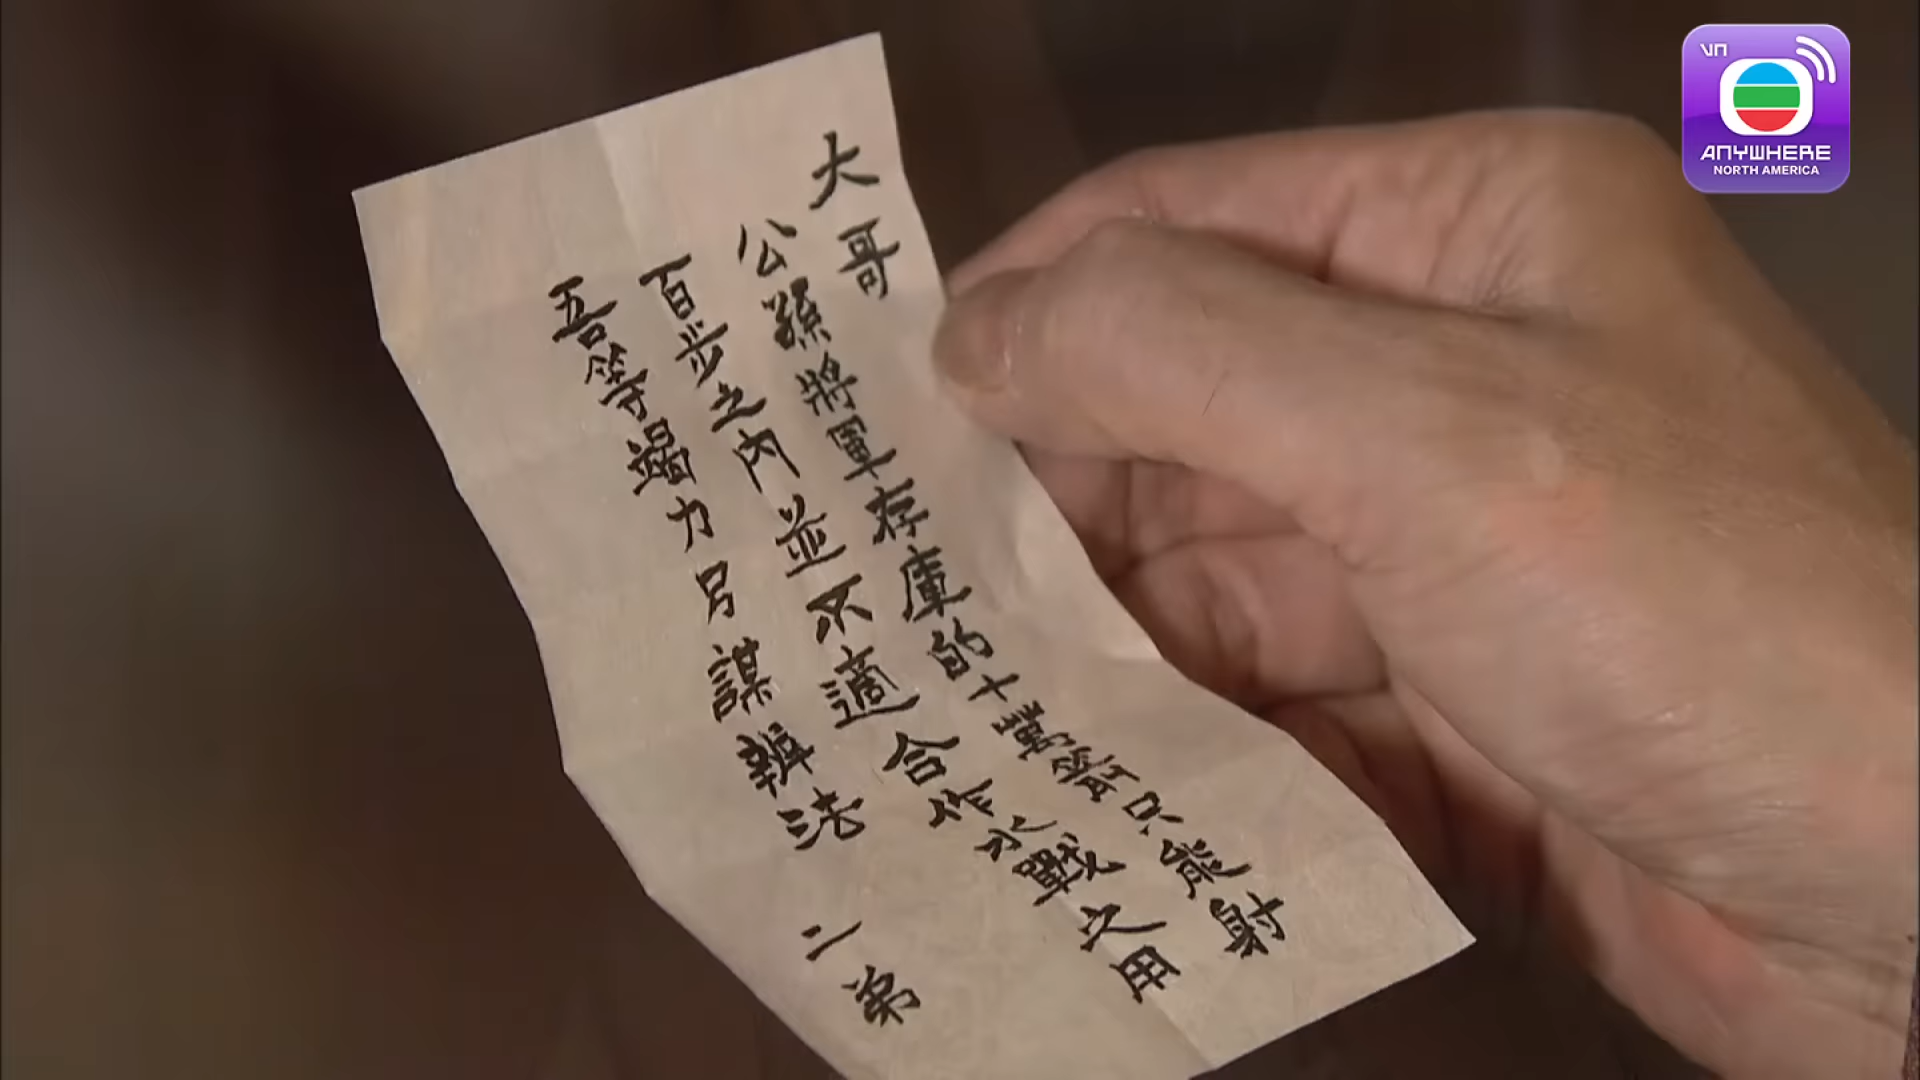 大哥
公孫將軍存庫的十萬箭只能射
百步之內並不適合作水戰之用
吾等竭力另謀辦法 二弟
VN
ANYWHERE
NORTH AMERICA